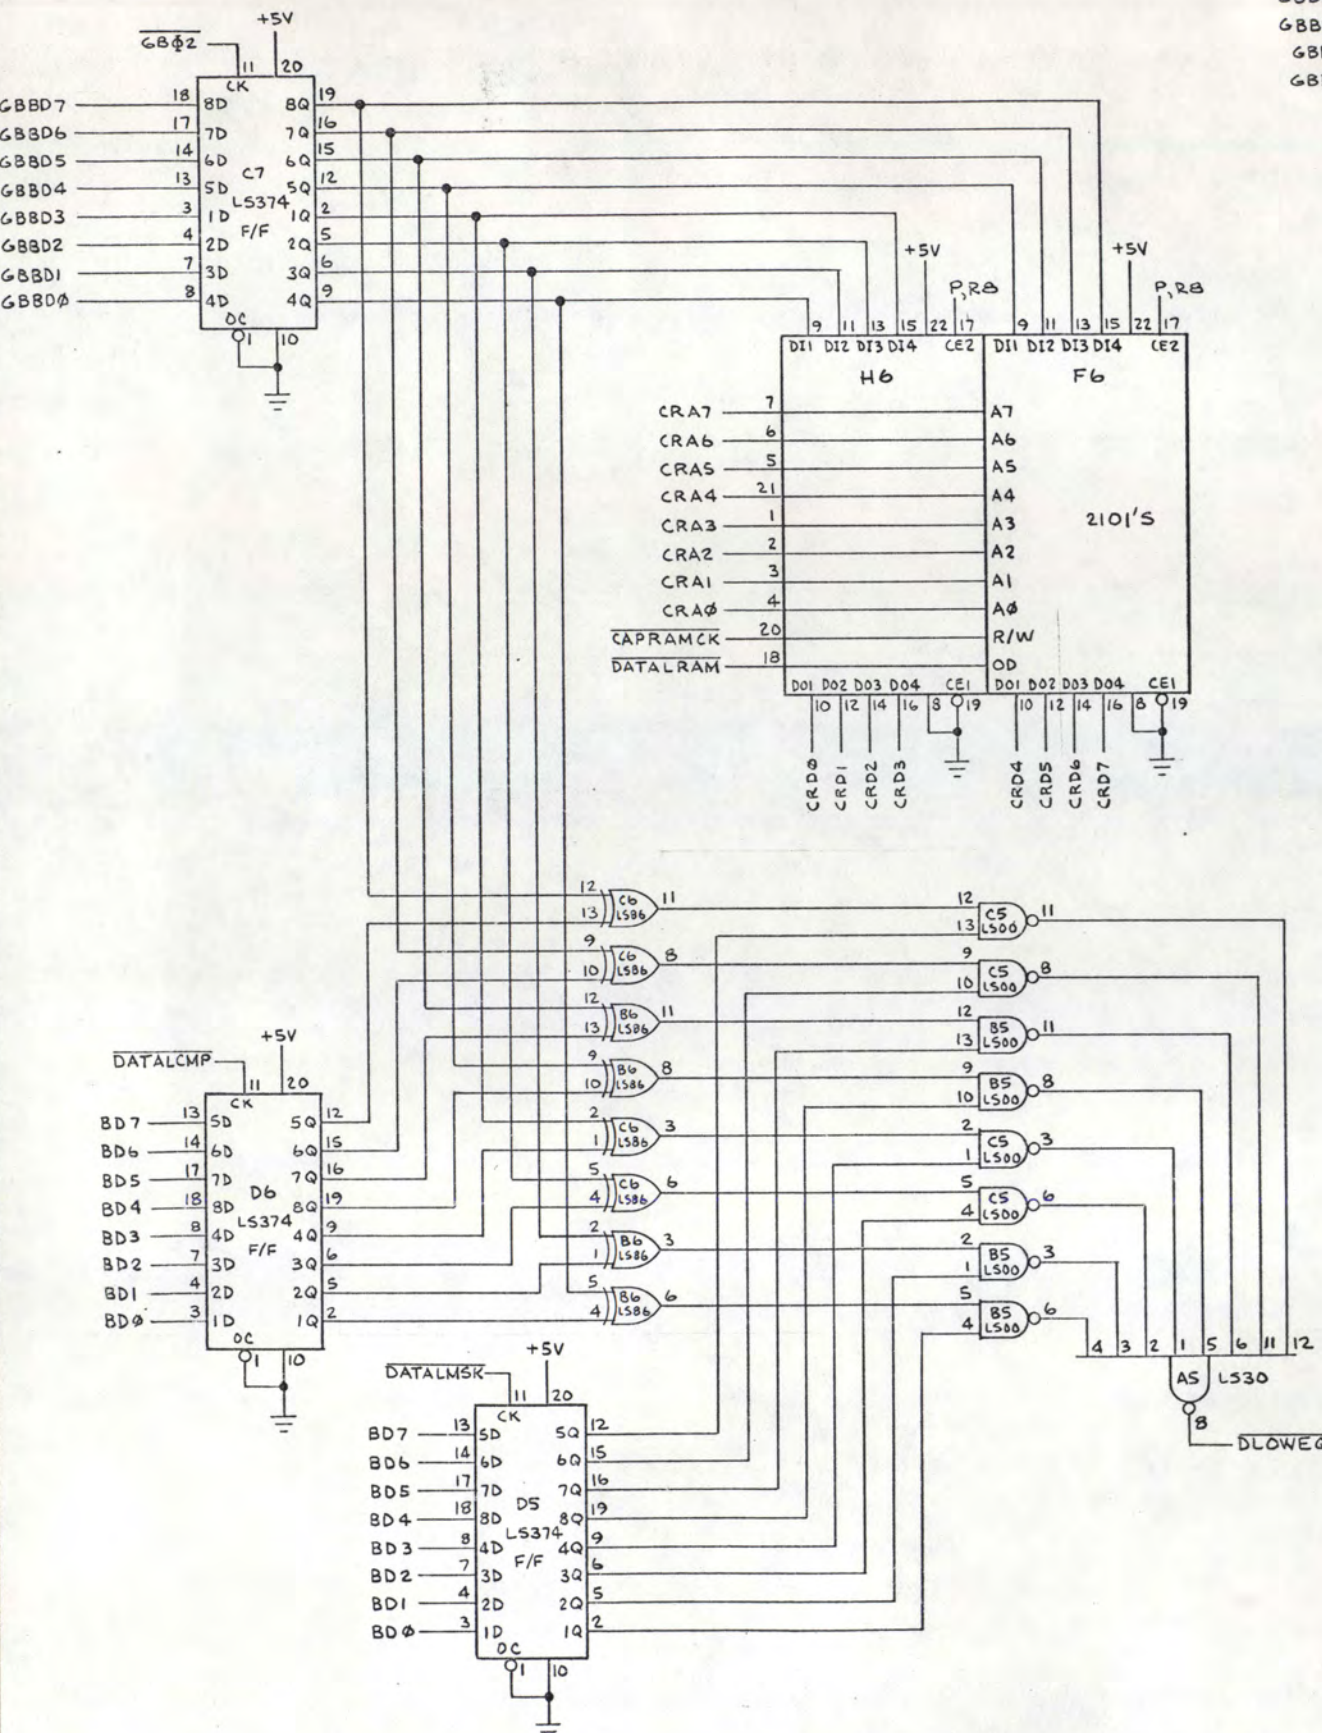 +5V
GBΦ2
11 20
CK
GBBD7 18 8D 8Q 19
GBBD6 17 7D 7Q 16
GBBD5 14 6D 6Q 15
GBBD4 13 5D 5Q 12
GBBD3 3 1D 1Q 2
GBBD2 4 2D 2Q 5
GBBD1 7 3D 3Q 6
GBBDØ 8 4D 4Q 9
C7
LS374
F/F
OC
1 10
GBB
+5V
P,R8
+5V
P,R8
9 11 13 15 22 17
9 11 13 15 22 17
DI1 DI2 DI3 DI4 CE2
DI1 DI2 DI3 DI4 CE2
H6
F6
CRA7 7 A7
CRA6 6 A6
CRA5 5 A5
CRA4 21 A4
CRA3 1 A3
CRA2 2 A2
CRA1 3 A1
CRAØ 4 AØ
CAPRAMCK 20 R/W
DATALRAM 18 OD
2101'S
DO1 DO2 DO3 DO4 CE1
DO1 DO2 DO3 DO4 CE1
10 12 14 16 8 19
10 12 14 16 8 19
CRDØ
CRD1
CRD2
CRD3
CRD4
CRD5
CRD6
CRD7
12 13 C6 LS86 11
9 10 C6 LS86 8
12 13 B6 LS86 11
9 10 B6 LS86 8
2 1 C6 LS86 3
5 4 C6 LS86 6
2 1 B6 LS86 3
5 4 B6 LS86 6
12 13 C5 LS00 11
9 10 C5 LS00 8
12 13 B5 LS00 11
9 10 B5 LS00 8
2 1 C5 LS00 3
5 4 C5 LS00 6
2 1 B5 LS00 3
5 4 B5 LS00 6
+5V
DATALCMP
11 20
CK
BD7 13 5D 5Q 12
BD6 14 6D 6Q 15
BD5 17 7D 7Q 16
BD4 18 8D 8Q 19
BD3 8 4D 4Q 9
BD2 7 3D 3Q 6
BD1 4 2D 2Q 5
BDØ 3 1D 1Q 2
D6
LS374
F/F
OC
1 10
4 3 2 1 5 6 11 12
A5 LS30
8
+5V
DATALMSK
11 20
CK
BD7 13 5D 5Q 12
BD6 14 6D 6Q 15
BD5 17 7D 7Q 16
BD4 18 8D 8Q 19
BD3 8 4D 4Q 9
BD2 7 3D 3Q 6
BD1 4 2D 2Q 5
BDØ 3 1D 1Q 2
D5
LS374
F/F
OC
1 10